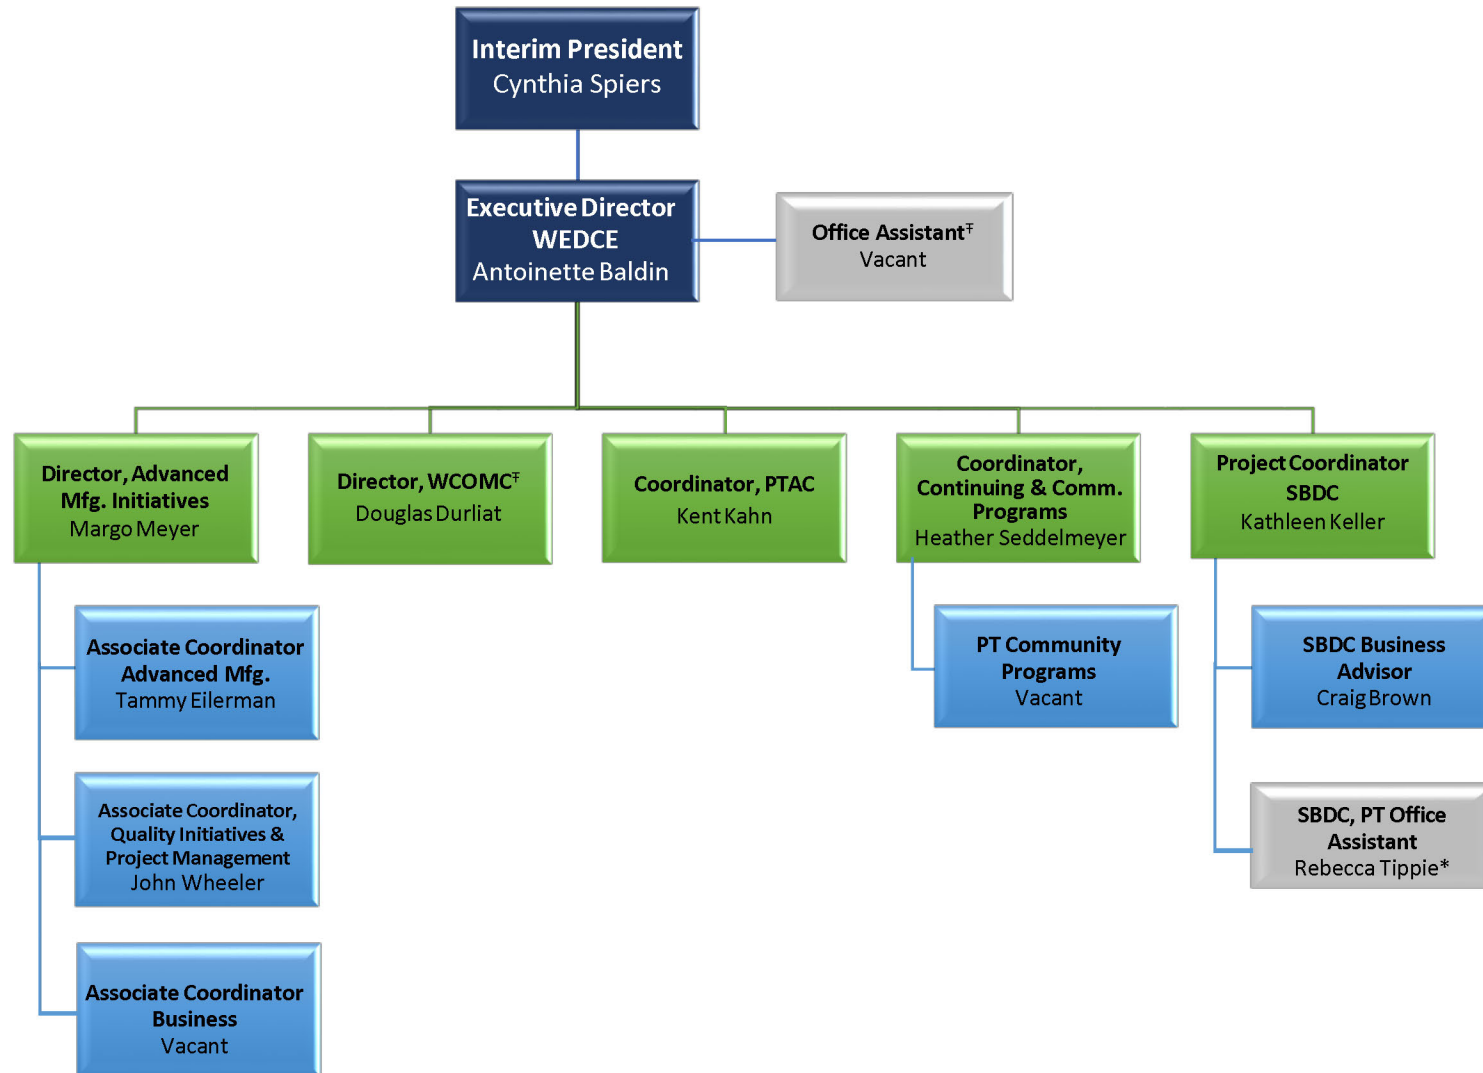 Interim President
Cynthia Spiers
Executive Director
WEDCE
Antoinette Baldin
Office Assistant Ŧ
Vacant
Director, Advanced
Mfg. Initiatives
Margo Meyer
Director, WCOMC Ŧ
Douglas Durliat
Coordinator, PTAC
Kent Kahn
Coordinator,
Continuing & Comm.
Programs
Heather Seddelmeyer
Project Coordinator
SBDC
Kathleen Keller
Associate Coordinator
Advanced Mfg.
Tammy Eilerman
PT Community
Programs
Vacant
SBDC Business
Advisor
Craig Brown
Associate Coordinator,
Quality Initiatives &
Project Management
John Wheeler
SBDC, PT Office
Assistant
Rebecca Tippie*
Associate Coordinator
Business
Vacant